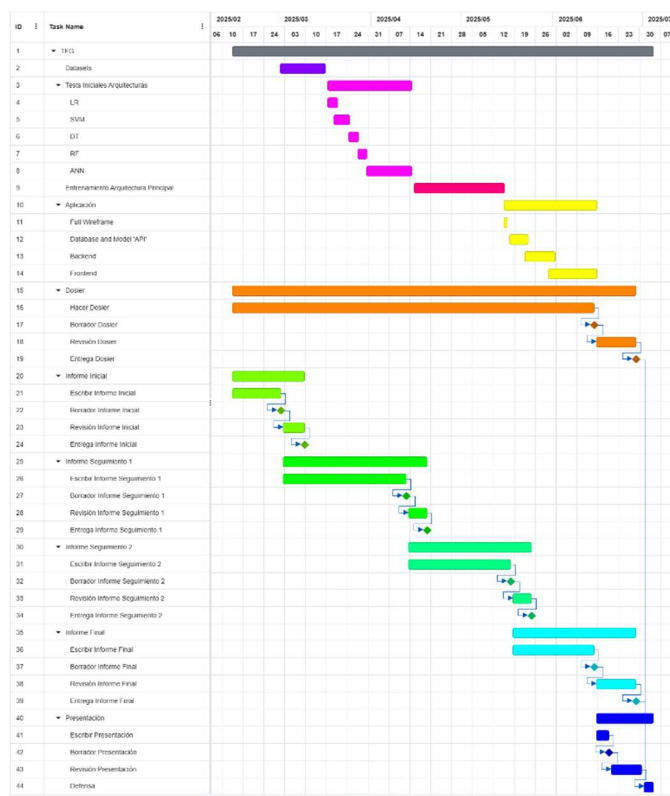 2025/02 2025/03 2025/04 2025/05 2025/06 2025/07
ID Task Name 06 10 17 24 03 10 17 24 31 07 14 21 28 05 12 19 26 02 09 16 23 30 07
1 TFG
2 Datasets
3 Tests Iniciales Arquitecturas
4 LR
5 SVM
6 DT
7 RF
8 ANN
9 Entrenamiento Arquitectura Principal
10 Aplicación
11 Full Wireframe
12 Database and Model 'API'
13 Backend
14 Frontend
15 Dosier
16 Hacer Dosier
17 Borrador Dosier
18 Revisión Dosier
19 Entrega Dosier
20 Informe Inicial
21 Escribir Informe Inicial
22 Borrador Informe Inicial
23 Revisión Informe Inicial
24 Entrega Informe Inicial
25 Informe Seguimiento 1
26 Escribir Informe Seguimiento 1
27 Borrador Informe Seguimiento 1
28 Revisión Informe Seguimiento 1
29 Entrega Informe Seguimiento 1
30 Informe Seguimiento 2
31 Escribir Informe Seguimiento 2
32 Borrador Informe Seguimiento 2
33 Revisión Informe Seguimiento 2
34 Entrega Informe Seguimiento 2
35 Informe Final
36 Escribir Informe Final
37 Borrador Informe Final
38 Revisión Informe Final
39 Entrega Informe Final
40 Presentación
41 Escribir Presentación
42 Borrador Presentación
43 Revisión Presentación
44 Defensa